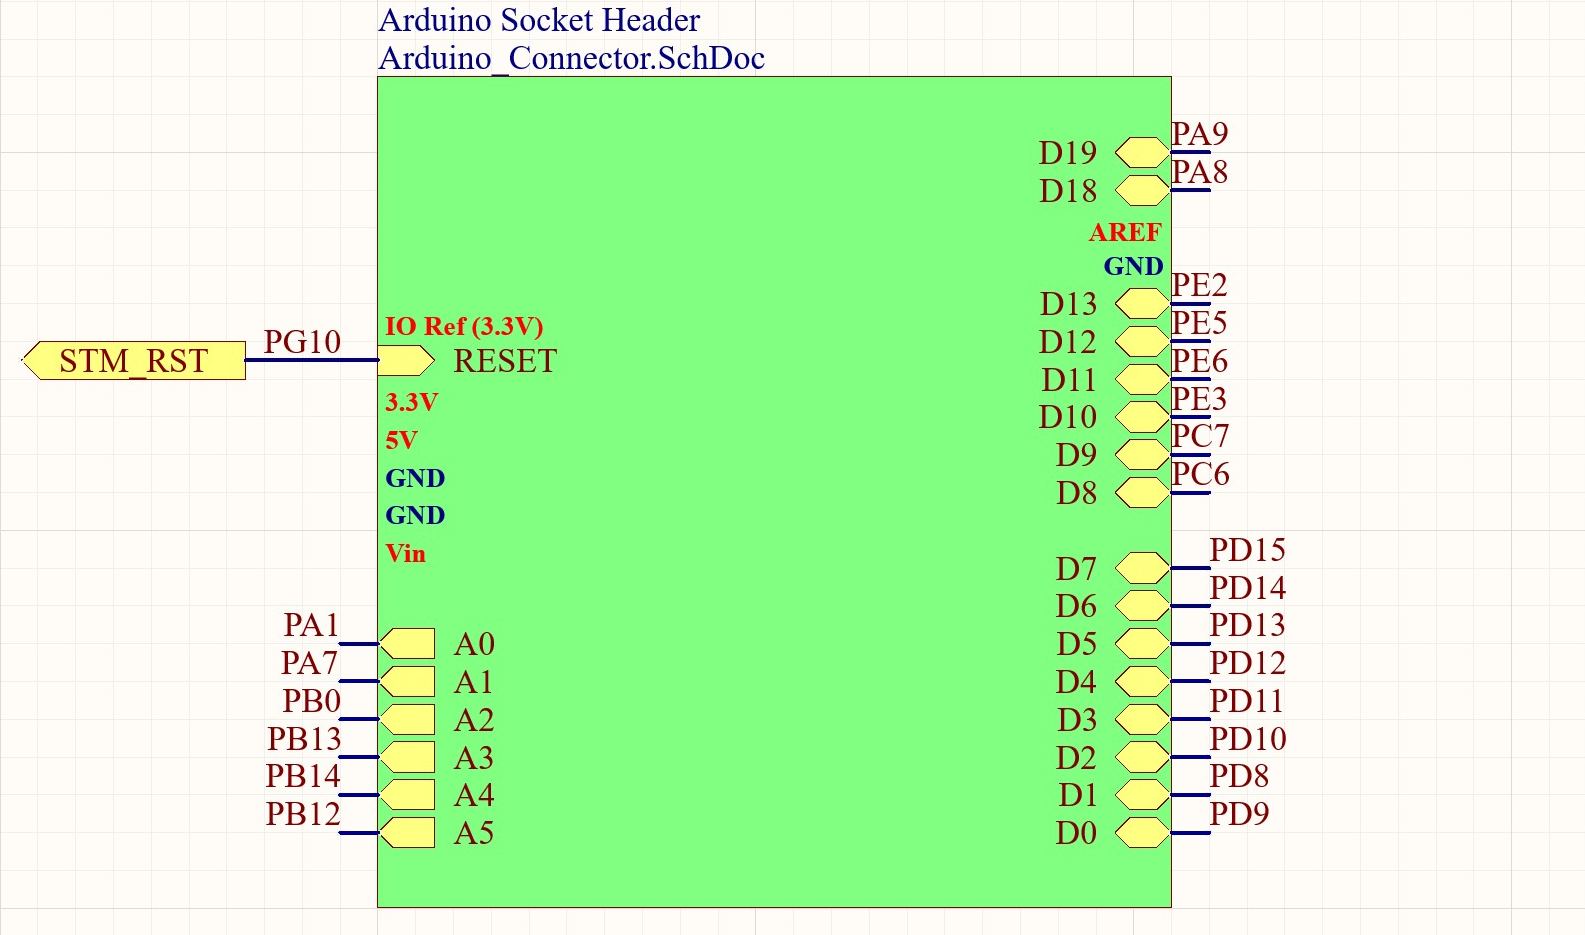 Arduino Socket Header
Arduino_Connector.SchDoc
D19 PA9
D18 PA8
AREF
GND
D13 PE2
D12 PE5
D11 PE6
D10 PE3
D9 PC7
D8 PC6
IO Ref (3.3V)
STM_RST PG10 RESET
3.3V
5V
GND
GND
Vin
D7 PD15
D6 PD14
PA1 A0 D5 PD13
PA7 A1 D4 PD12
PB0 A2 D3 PD11
PB13 A3 D2 PD10
PB14 A4 D1 PD8
PB12 A5 D0 PD9